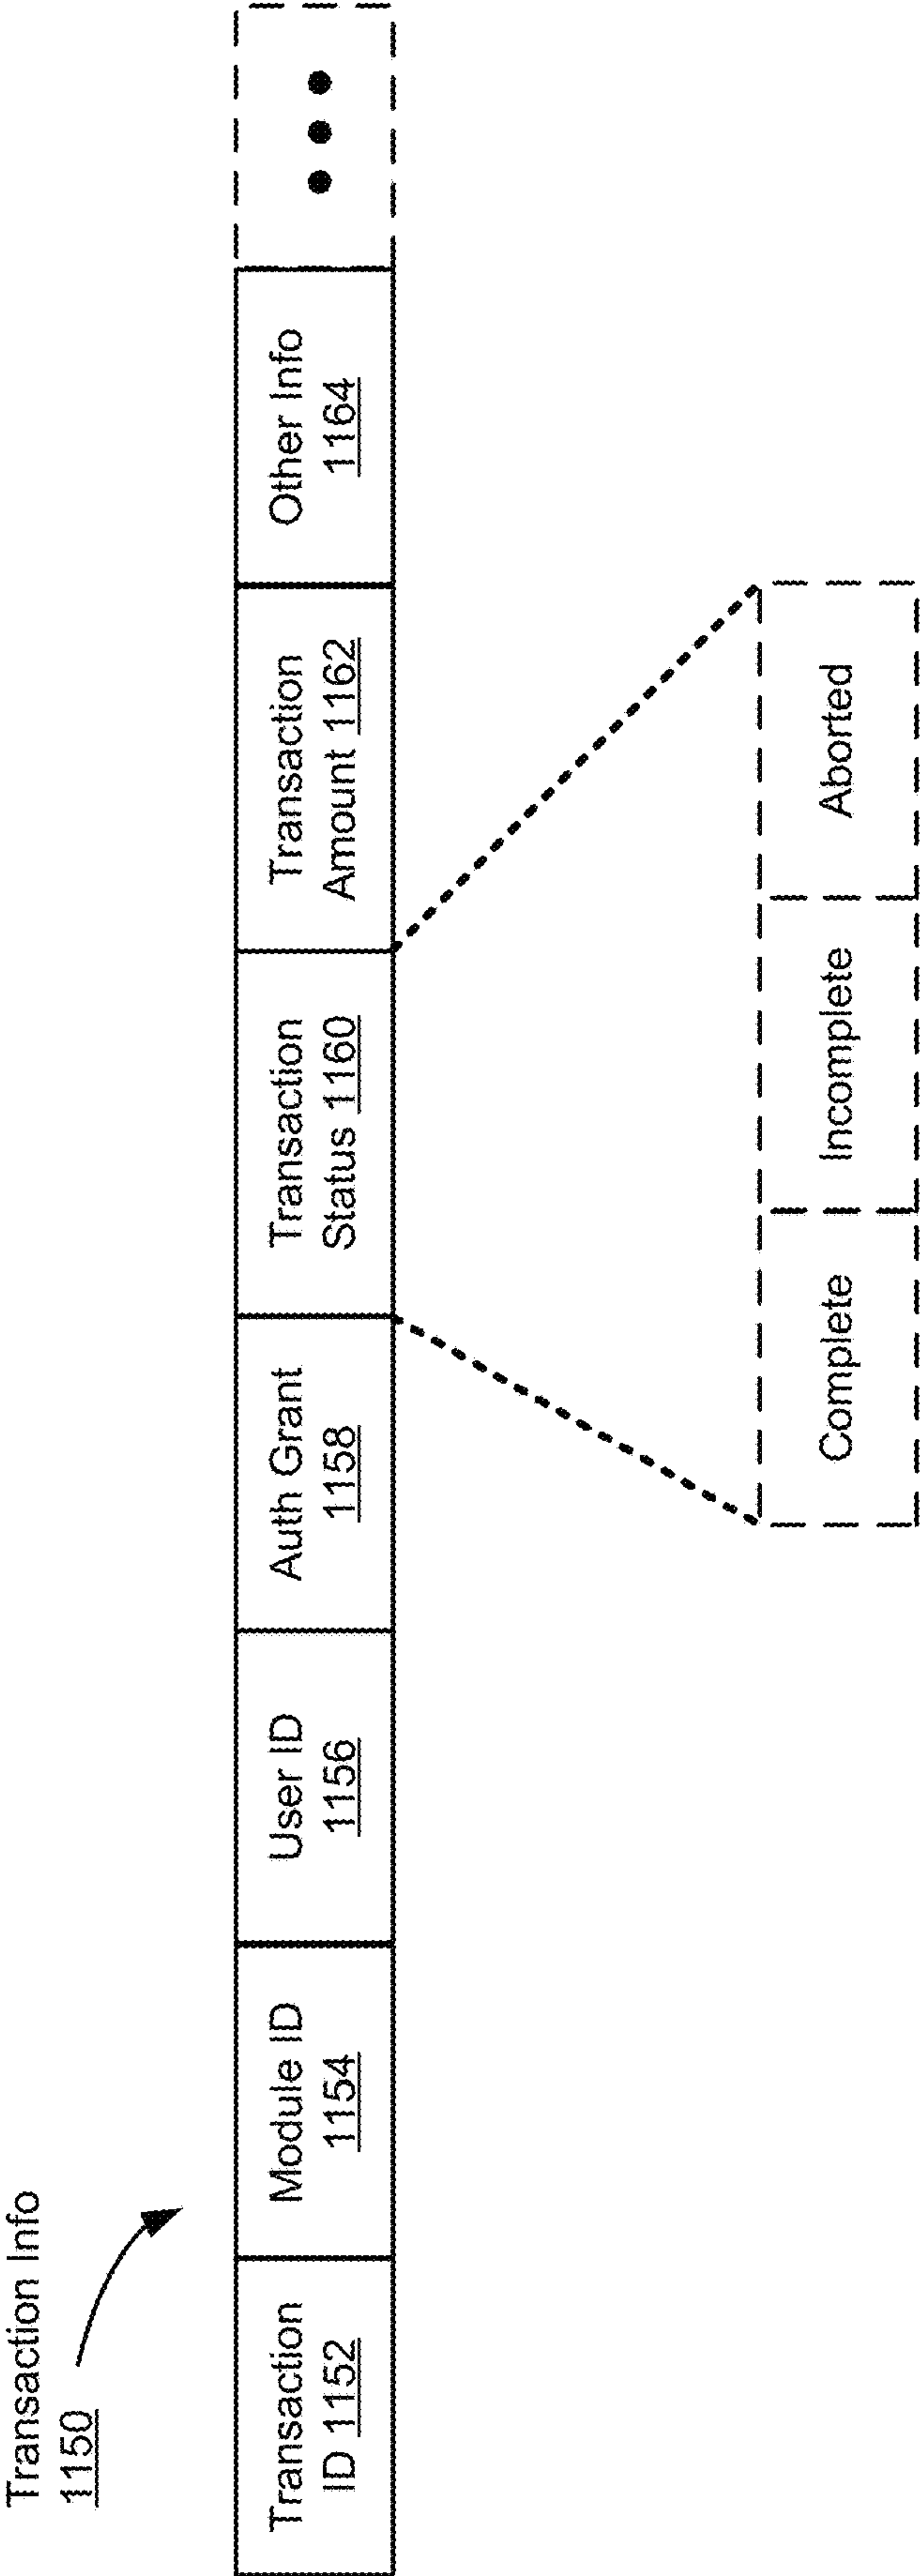 Transaction Info
1150
Transaction
ID 1152
Module ID
1154
User ID
1156
Auth Grant
1158
Transaction
Status 1160
Transaction
Amount 1162
Other Info
1164
Complete
Incomplete
Aborted